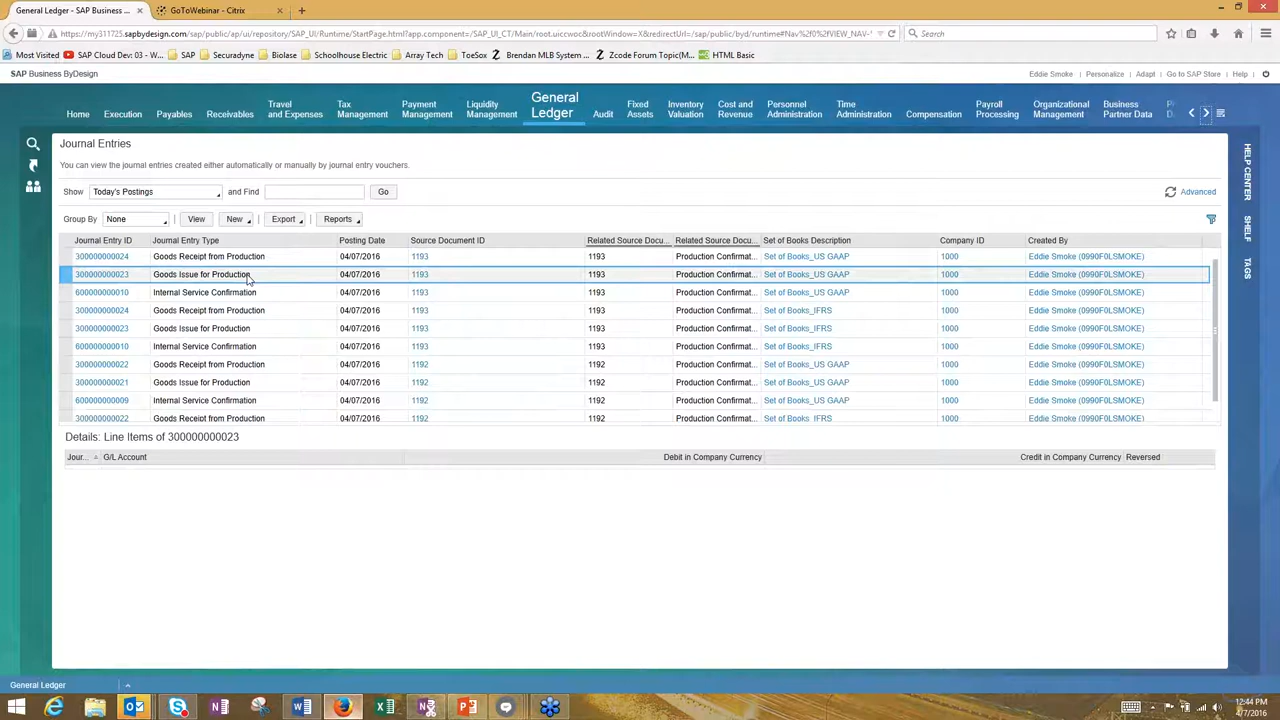 General Ledger - SAP Business ...
GoToWebinar - Citrix
https://my311725.sapbydesign.com/sap/public/ap/ui/repository/SAP_UI/Runtime/StartPage.html?app.component=/SAP_UI_CT/Main/root.uiccwoc&rootWindow=X&redirectUrl=/sap/public/byd/runtime#Nav
Search
Most Visited SAP Cloud Dev: 03 - W... SAP Securadyne Biolase Schoolhouse Electric Array Tech ToeSox Brendan MLB System ... Zcode Forum Topic(M... HTML Basic
SAP Business ByDesign
Eddie Smoke Personalize Adapt Go to SAP Store Help
Home Execution Payables Receivables Travel and Expenses Tax Management Payment Management Liquidity Management General Ledger Audit Fixed Assets Inventory Valuation Cost and Revenue Personnel Administration Time Administration Compensation Payroll Processing Organizational Management Business Partner Data
Journal Entries
You can view the journal entries created either automatically or manually by journal entry vouchers.
Show Today's Postings and Find Go Advanced
Group By None View New Export Reports
Journal Entry ID Journal Entry Type Posting Date Source Document ID Related Source Docu... Related Source Docu... Set of Books Description Company ID Created By
300000000024 Goods Receipt from Production 04/07/2016 1193 1193 Production Confirmat... Set of Books_US GAAP 1000 Eddie Smoke (0990F0LSMOKE)
300000000023 Goods Issue for Production 04/07/2016 1193 1193 Production Confirmat... Set of Books_US GAAP 1000 Eddie Smoke (0990F0LSMOKE)
600000000010 Internal Service Confirmation 04/07/2016 1193 1193 Production Confirmat... Set of Books_US GAAP 1000 Eddie Smoke (0990F0LSMOKE)
300000000024 Goods Receipt from Production 04/07/2016 1193 1193 Production Confirmat... Set of Books_IFRS 1000 Eddie Smoke (0990F0LSMOKE)
300000000023 Goods Issue for Production 04/07/2016 1193 1193 Production Confirmat... Set of Books_IFRS 1000 Eddie Smoke (0990F0LSMOKE)
600000000010 Internal Service Confirmation 04/07/2016 1193 1193 Production Confirmat... Set of Books_IFRS 1000 Eddie Smoke (0990F0LSMOKE)
300000000022 Goods Receipt from Production 04/07/2016 1192 1192 Production Confirmat... Set of Books_US GAAP 1000 Eddie Smoke (0990F0LSMOKE)
300000000021 Goods Issue for Production 04/07/2016 1192 1192 Production Confirmat... Set of Books_US GAAP 1000 Eddie Smoke (0990F0LSMOKE)
600000000009 Internal Service Confirmation 04/07/2016 1192 1192 Production Confirmat... Set of Books_US GAAP 1000 Eddie Smoke (0990F0LSMOKE)
300000000022 Goods Receipt from Production 04/07/2016 1192 1192 Production Confirmat... Set of Books_IFRS 1000 Eddie Smoke (0990F0LSMOKE)
Details: Line Items of 300000000023
Jour... G/L Account Debit in Company Currency Credit in Company Currency Reversed
HELP CENTER
SHELF
TAGS
General Ledger
12:44 PM
4/7/2016